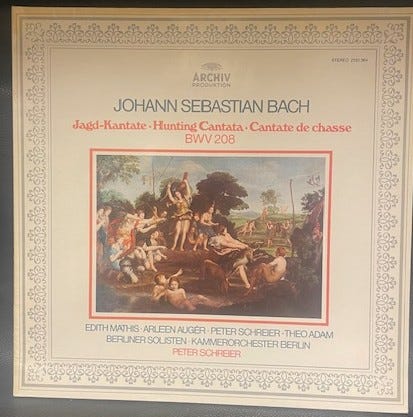 STEREO 2533 364
ARCHIV
PRODUKTION
JOHANN SEBASTIAN BACH
Jagd-Kantate · Hunting Cantata · Cantate de chasse
BWV 208
EDITH MATHIS · ARLEEN AUGÉR · PETER SCHREIER · THEO ADAM
BERLINER SOLISTEN · KAMMERORCHESTER BERLIN
PETER SCHREIER